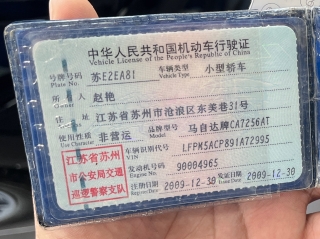 中华人民共和国机动车行驶证
Vehicle License of the People's Republic of China
号牌号码 苏E2EA81 车辆类型 小型轿车
Plate No. Vehicle Type
所有人 赵艳
Owner
住址 江苏省苏州市沧浪区东美巷31号
Address
使用性质 非营运 品牌型号 马自达牌CA7256AT
Use Character Model
车辆识别代号 LFPM5ACP891A72995
VIN
发动机号码 90004965
Engine No.
注册日期 2009-12-30 发证日期 2009-12-30
Register Date Issue Date
江苏省苏州
市公安局交通
巡逻警察支队